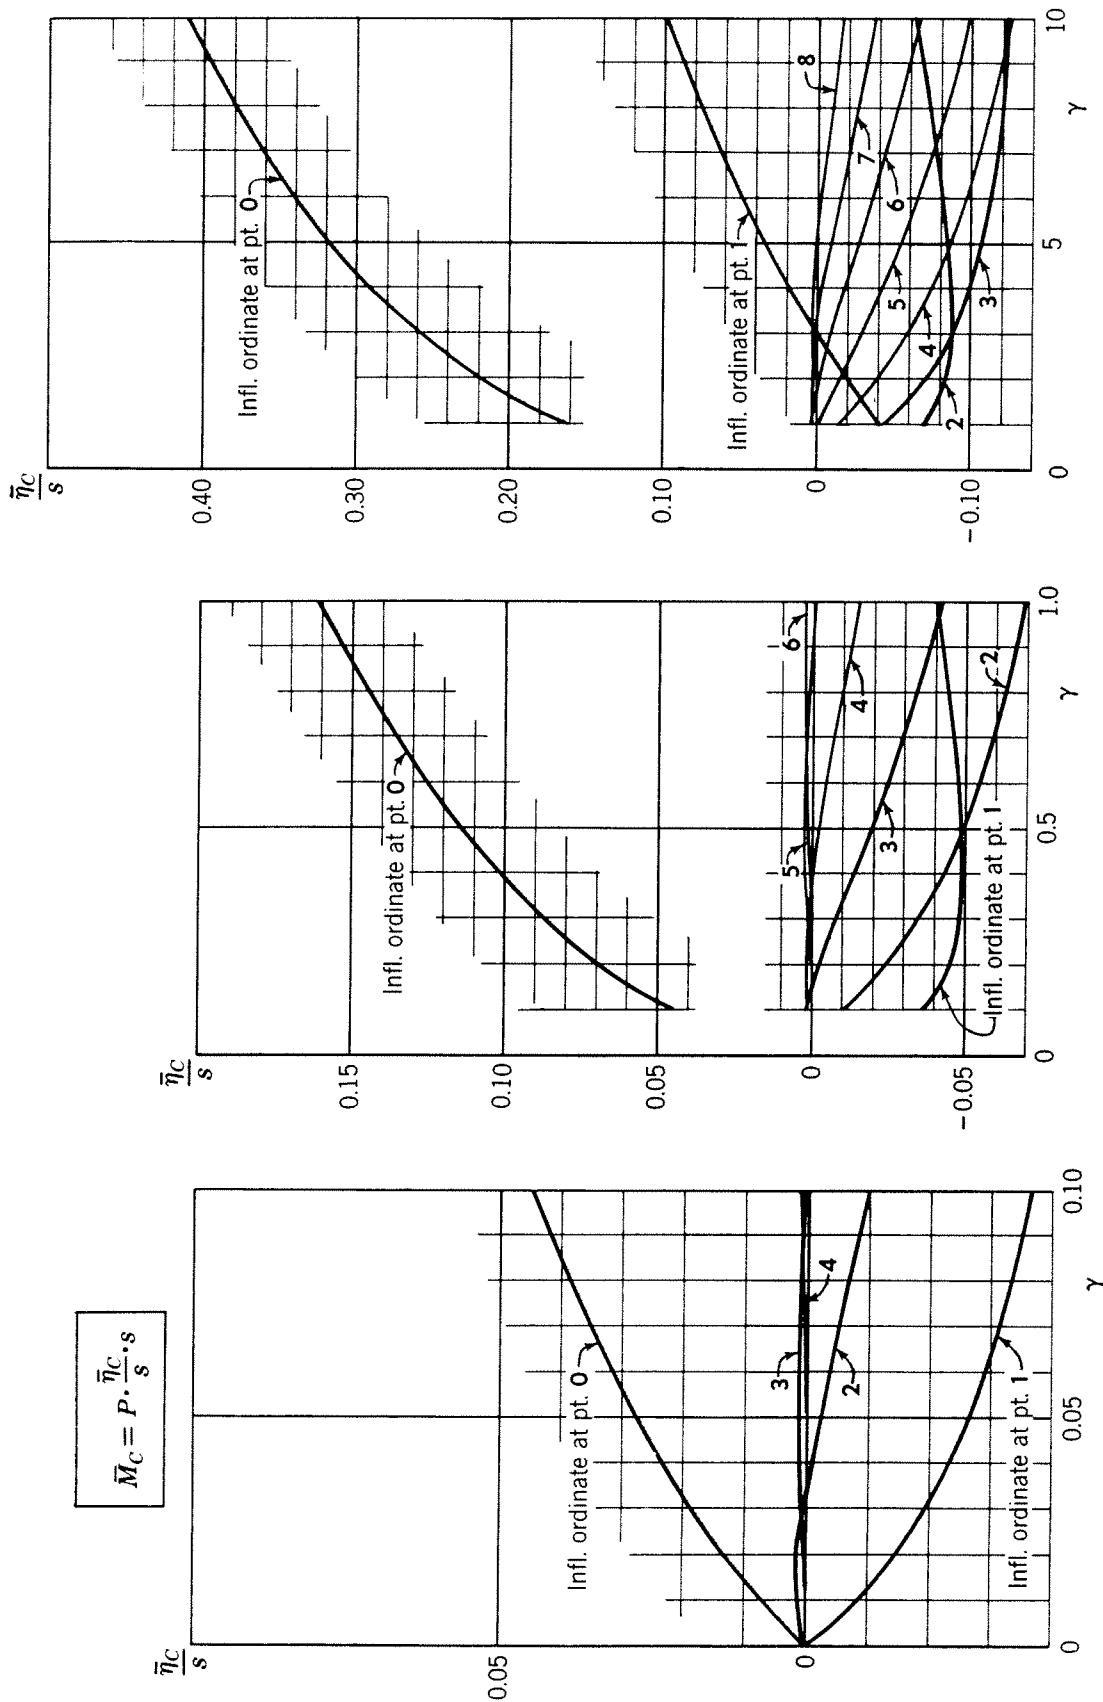 M̄_C = P · η̄_C/s · s
η̄_C/s
0.05
0
Infl. ordinate at pt. 0
3
4
2
Infl. ordinate at pt. 1
0
0.05
0.10
γ
η̄_C/s
0.15
0.10
0.05
0
−0.05
Infl. ordinate at pt. 0
5
6
4
3
2
Infl. ordinate at pt. 1
0
0.5
1.0
γ
η̄_C/s
0.40
0.30
0.20
0.10
0
−0.10
Infl. ordinate at pt. 0
Infl. ordinate at pt. 1
8
7
6
5
4
3
2
0
5
10
γ